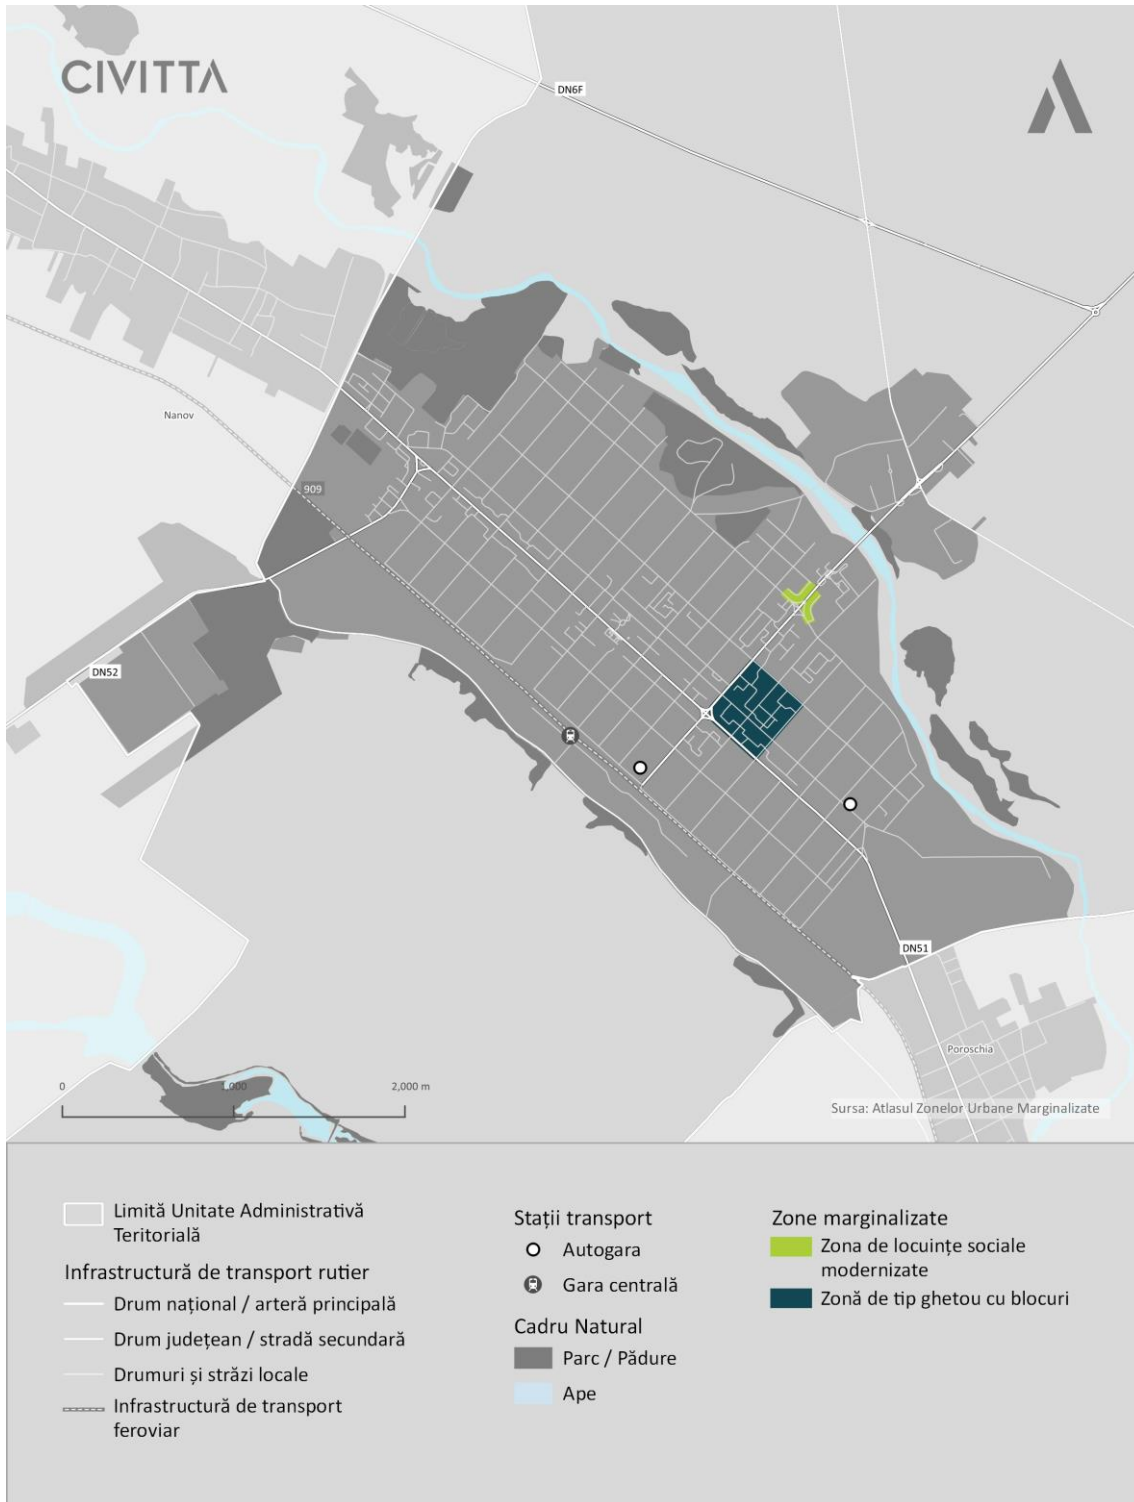 CIVITTA
DN6F
Nanov
909
DN52
DN51
Poroschia
0
1,000
2,000 m
Sursa: Atlasul Zonelor Urbane Marginalizate
Limită Unitate Administrativă
Teritorială
Infrastructură de transport rutier
Drum național / arteră principală
Drum județean / stradă secundară
Drumuri și străzi locale
Infrastructură de transport
feroviar
Stații transport
Autogara
Gara centrală
Cadru Natural
Parc / Pădure
Ape
Zone marginalizate
Zona de locuințe sociale
modernizate
Zonă de tip ghetou cu blocuri